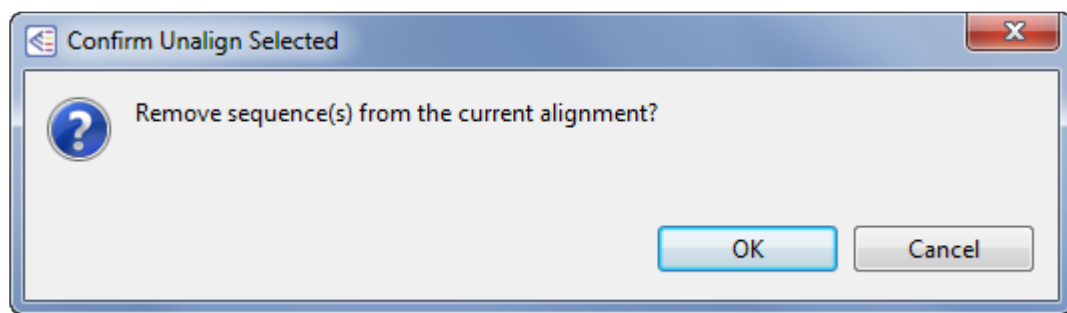 Confirm Unalign Selected
Remove sequence(s) from the current alignment?
OK
Cancel